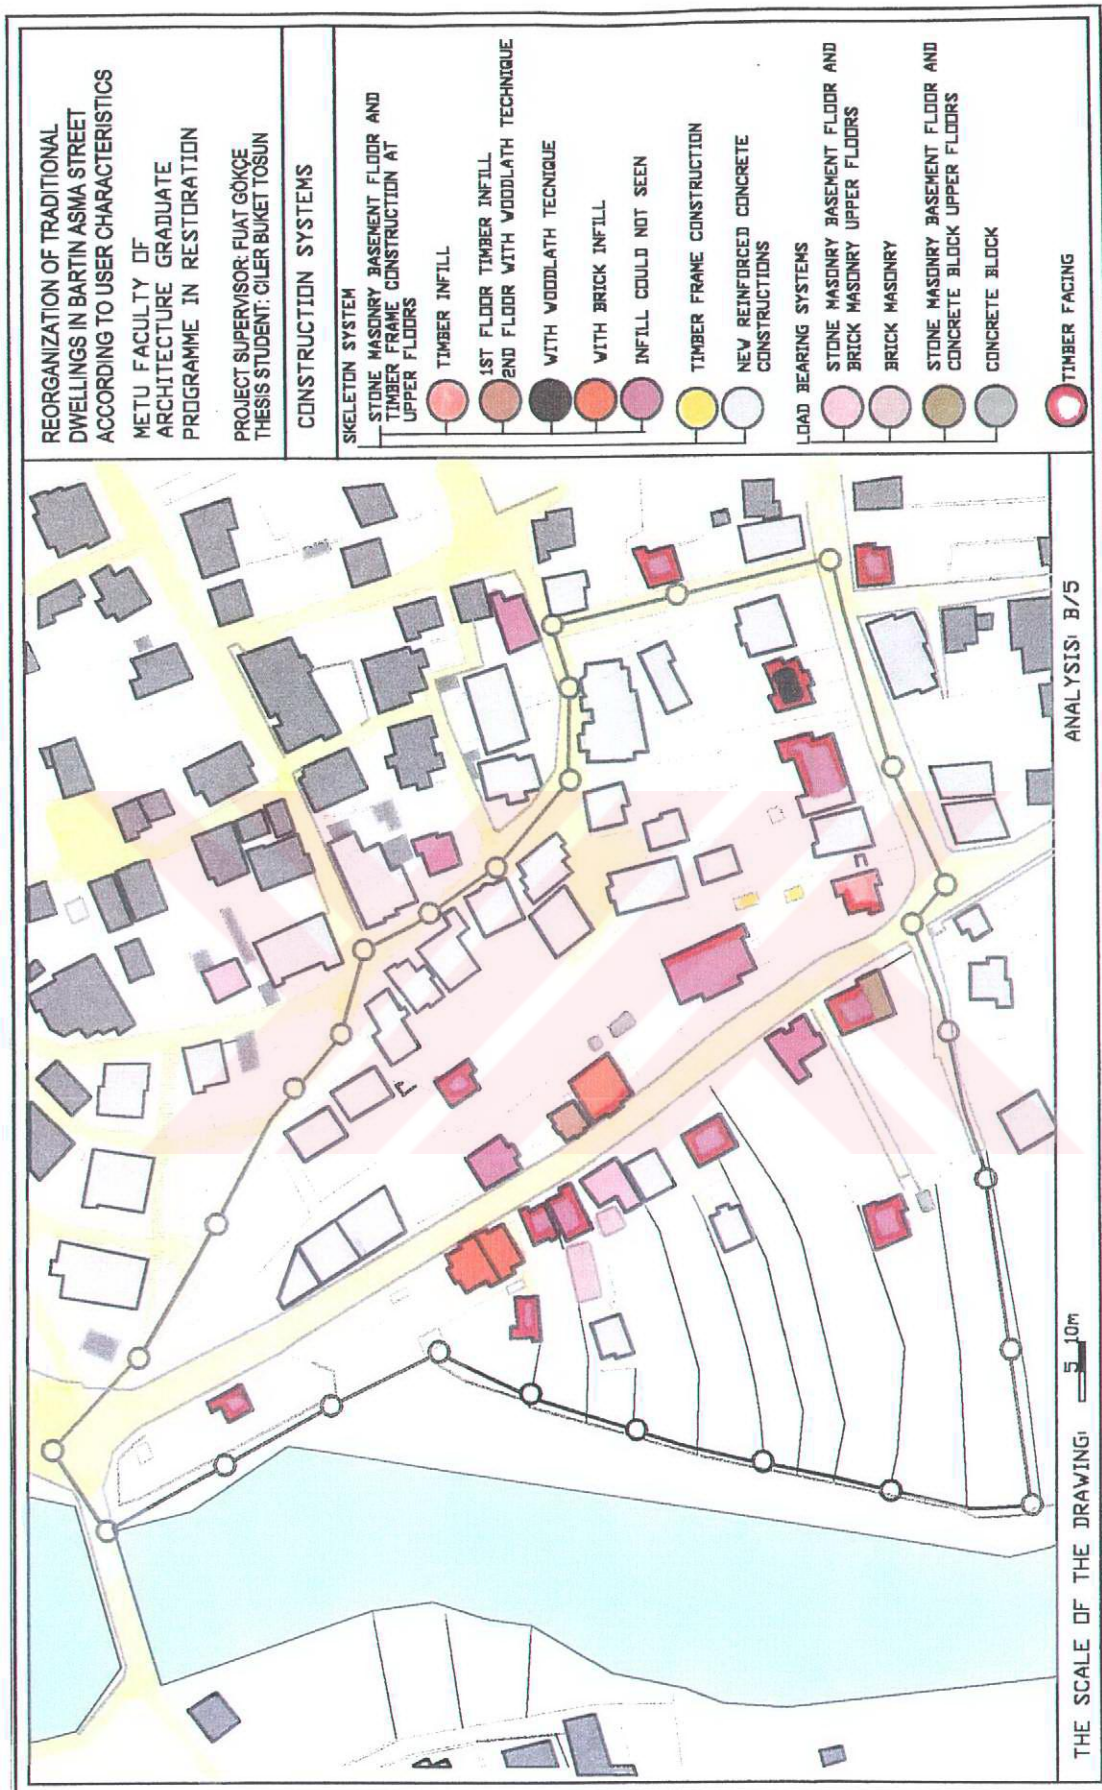 REORGANIZATION OF TRADITIONAL
DWELLINGS IN BARTIN ASMA STREET
ACCORDING TO USER CHARACTERISTICS
METU FACULTY OF
ARCHITECTURE GRADUATE
PROGRAMME IN RESTORATION
PROJECT SUPERVISOR: FUAT GÖKÇE
THESIS STUDENT: CILER BUKET TOSUN
CONSTRUCTION SYSTEMS
SKELETON SYSTEM
STONE MASONRY BASEMENT FLOOR AND
TIMBER FRAME CONSTRUCTION AT
UPPER FLOORS
TIMBER INFILL
1ST FLOOR TIMBER INFILL
2ND FLOOR WITH WOODLATH TECHNIQUE
WITH WOODLATH TECNIQUE
WITH BRICK INFILL
INFILL COULD NOT SEEN
TIMBER FRAME CONSTRUCTION
NEW REINFORCED CONCRETE
CONSTRUCTIONS
LOAD BEARING SYSTEMS
STONE MASONRY BASEMENT FLOOR AND
BRICK MASONRY UPPER FLOORS
BRICK MASONRY
STONE MASONRY BASEMENT FLOOR AND
CONCRETE BLOCK UPPER FLOORS
CONCRETE BLOCK
TIMBER FACING
THE SCALE OF THE DRAWING: 5 10m
ANALYSIS: B/5